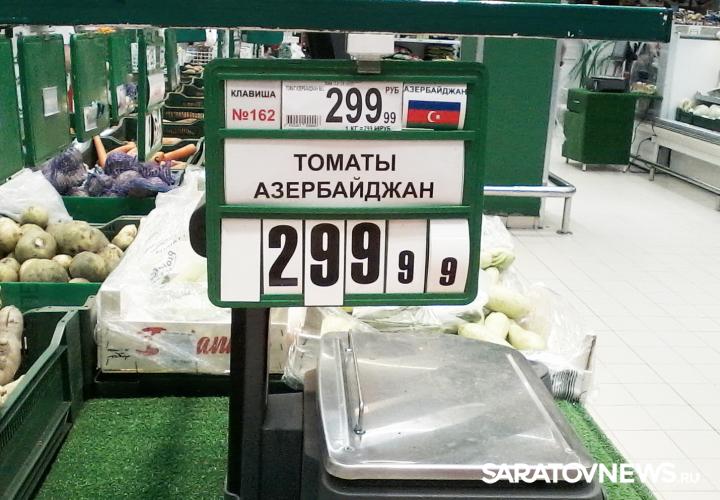 КЛАВИША
№162
299 99
РУБ
АЗЕРБАЙДЖАН
ТОМАТЫ
АЗЕРБАЙДЖАН
299 9 9
SARATOVNEWS.RU